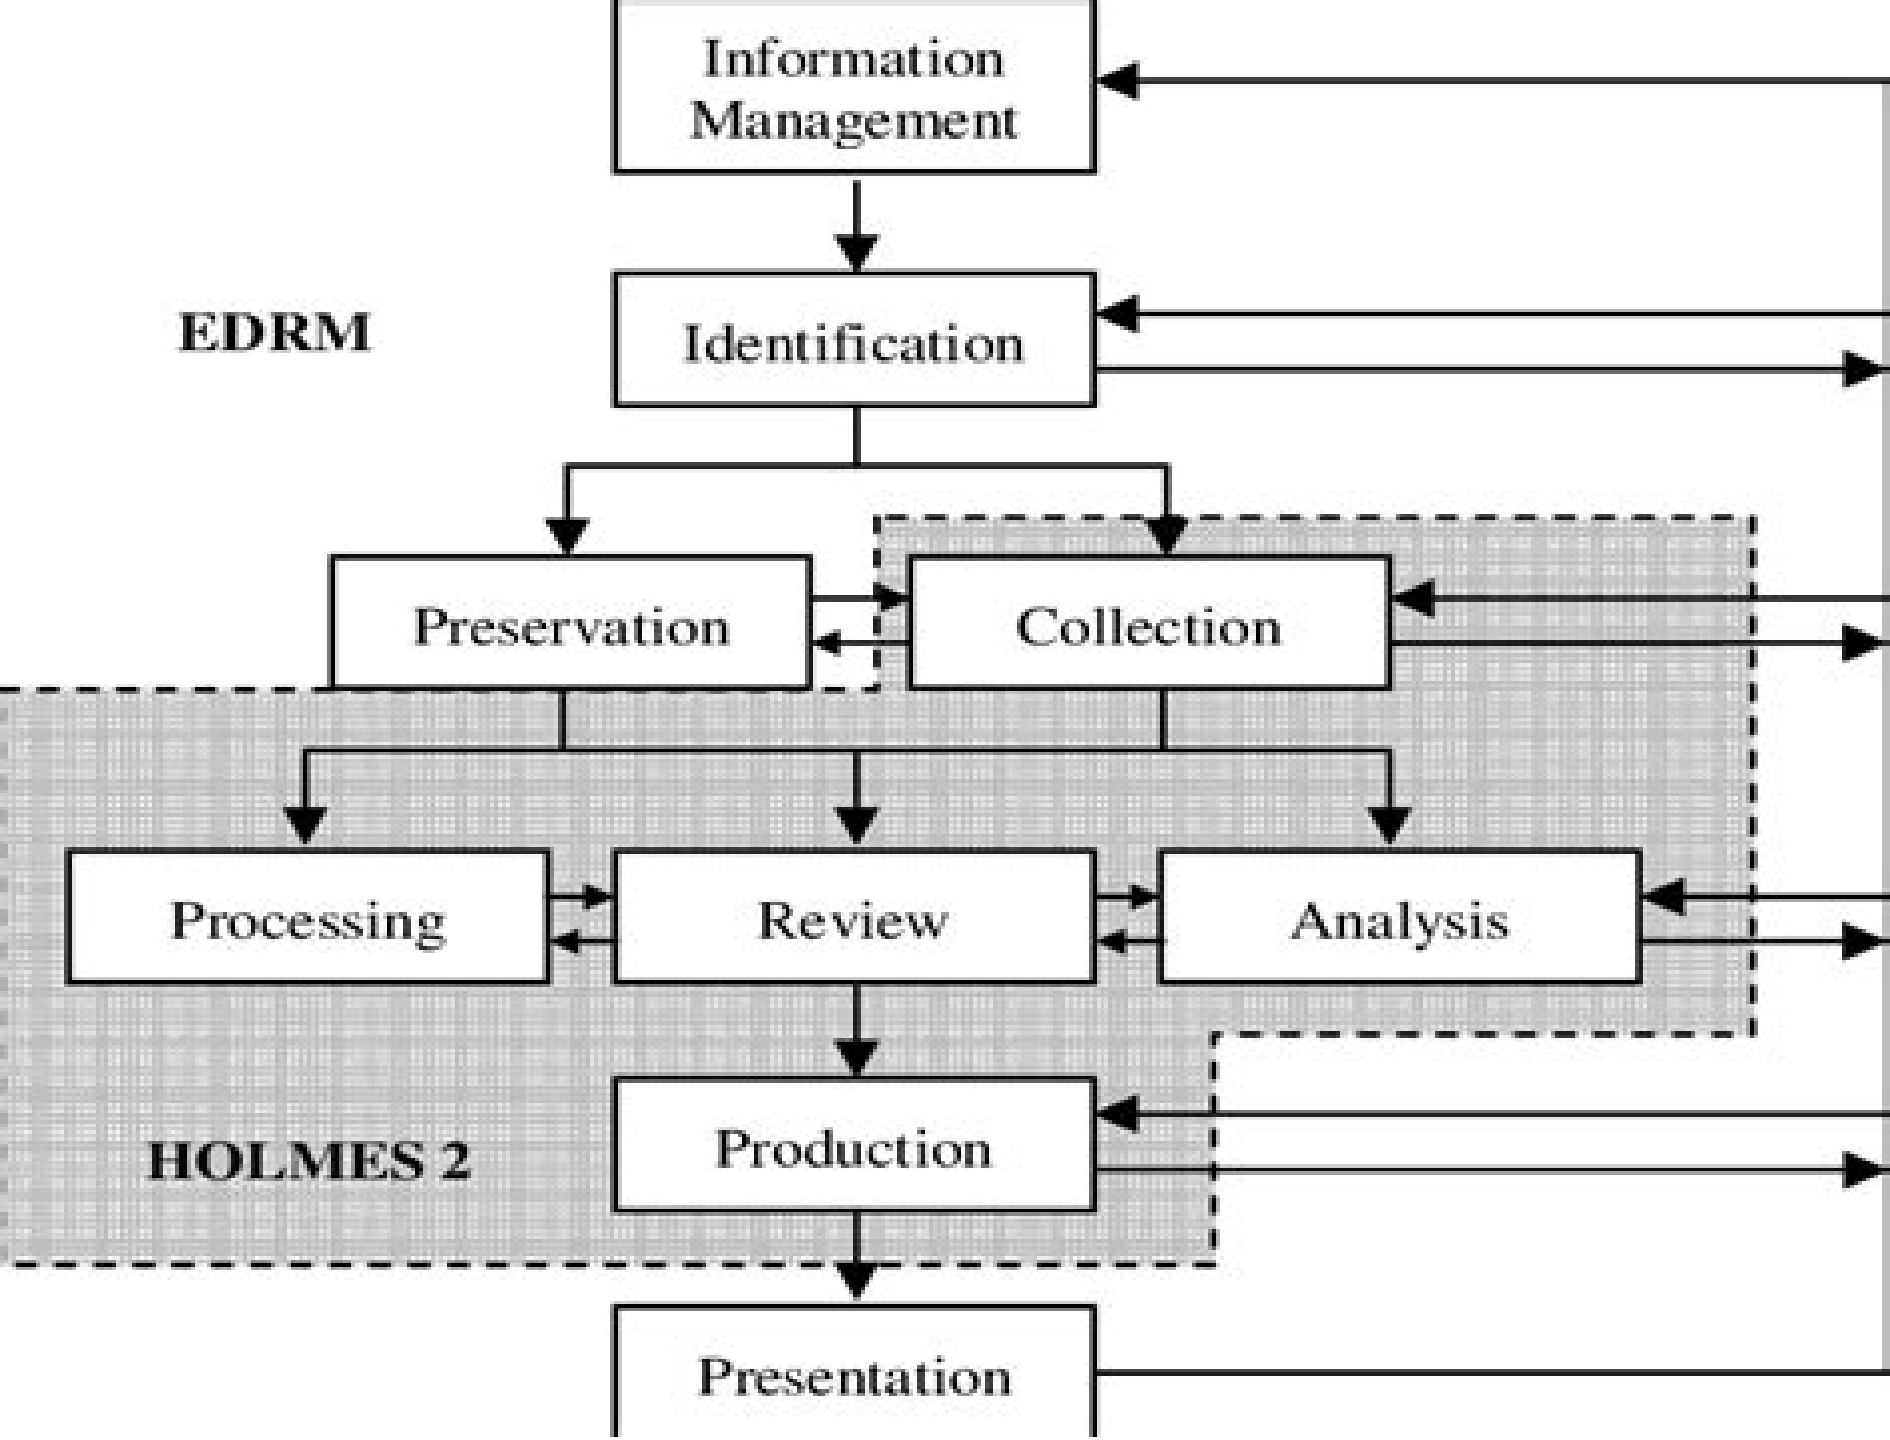 Information
Management
EDRM
Identification
Preservation
Collection
Processing
Review
Analysis
Production
HOLMES 2
Presentation